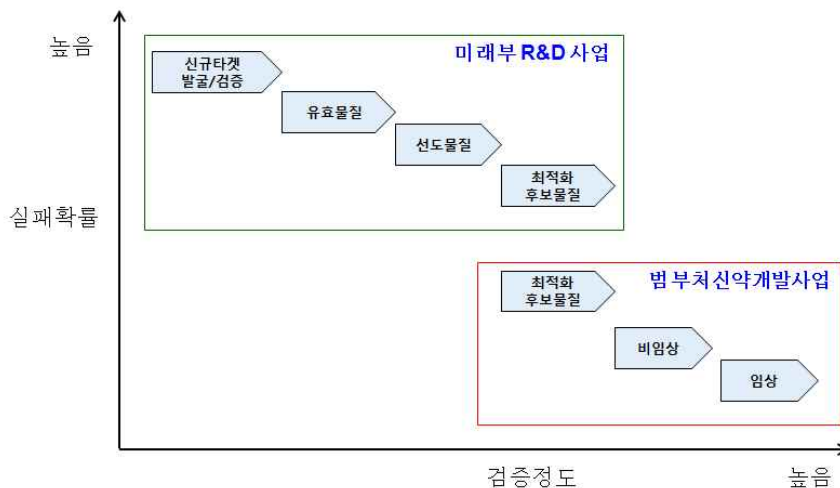 높음
미래부 R&D 사업
신규타겟
발굴/검증
유효물질
선도물질
최적화
후보물질
실패확률
범부처신약개발사업
최적화
후보물질
비임상
임상
검증정도
높음